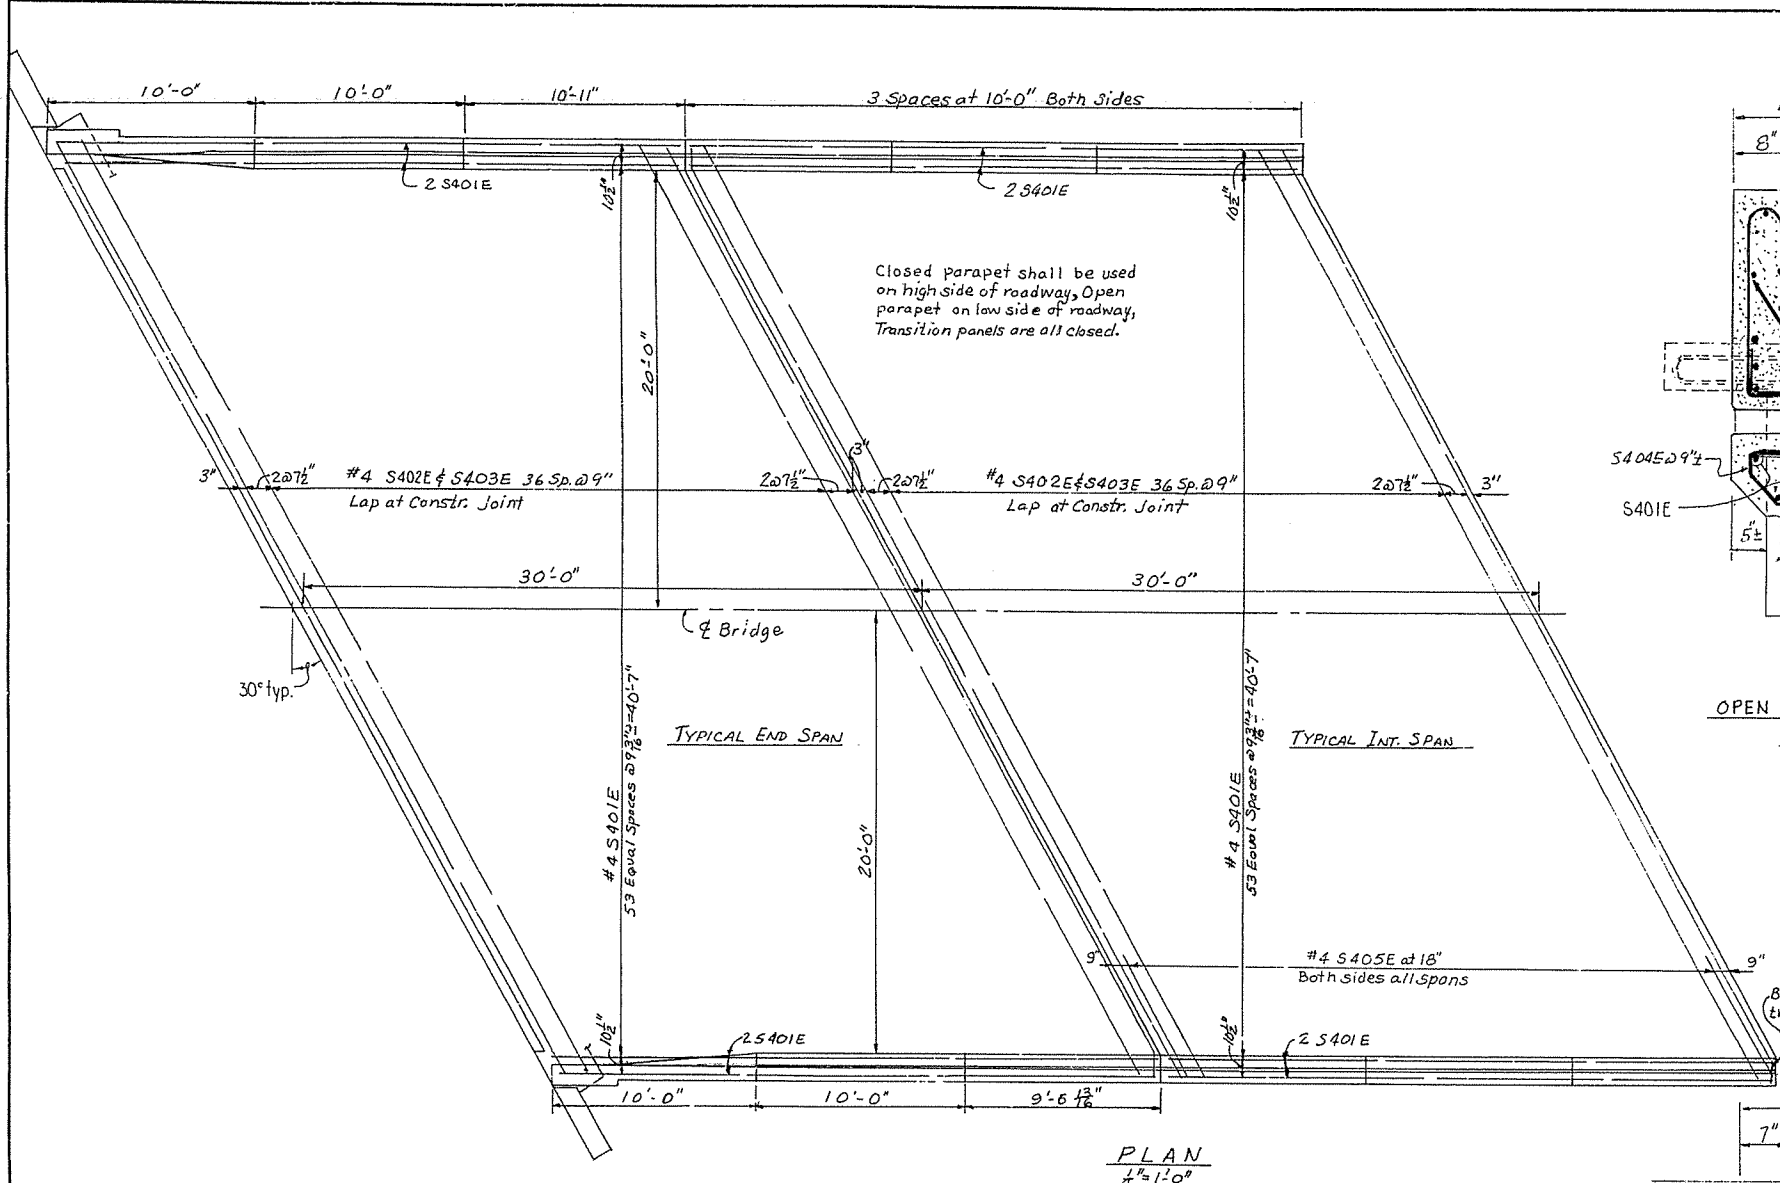 10'-0"
10'-0"
10'-11"
3 Spaces at 10'-0" Both Sides
8"
2 S401E
2 S401E
10½"
10½"
Closed parapet shall be used
on high side of roadway, Open
parapet on low side of roadway,
Transition panels are all closed.
20'-0"
3"
2@7½"
#4 S402E & S403E 36 Sp. @ 9"
Lap at Constr. Joint
2@7½"
3"
2@7½"
#4 S402E & S403E 36 Sp. @ 9"
Lap at Constr. Joint
2@7½"
3"
S404E @ 9"±
S401E
5"±
30'-0"
30'-0"
℄ Bridge
30° typ.
OPEN
TYPICAL END SPAN
TYPICAL INT. SPAN
#4 S401E
53 Equal Spaces @ 9 3/16"± = 40'-7"
#4 S401E
53 Equal Spaces @ 9 3/16"± = 40'-7"
20'-0"
9"
#4 S405E at 18"
Both sides all spans
9"
10½"
2 S401E
10½"
2 S401E
10'-0"
10'-0"
9'-6 13/16"
7"
PLAN
¼"=1'-0"